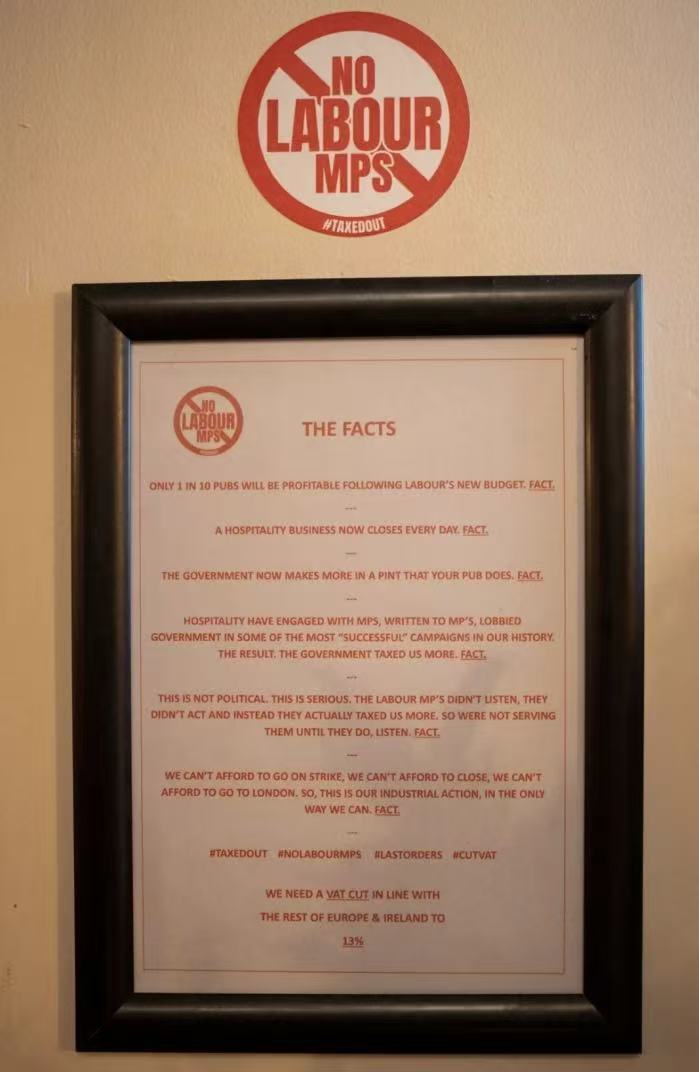 NO
LABOUR
MPS
#TAXEDOUT
NO
LABOUR
MPS
THE FACTS
ONLY 1 IN 10 PUBS WILL BE PROFITABLE FOLLOWING LABOUR'S NEW BUDGET. FACT.
---
A HOSPITALITY BUSINESS NOW CLOSES EVERY DAY. FACT.
---
THE GOVERNMENT NOW MAKES MORE IN A PINT THAT YOUR PUB DOES. FACT.
---
HOSPITALITY HAVE ENGAGED WITH MPS, WRITTEN TO MP'S, LOBBIED
GOVERNMENT IN SOME OF THE MOST "SUCCESSFUL" CAMPAIGNS IN OUR HISTORY.
THE RESULT. THE GOVERNMENT TAXED US MORE. FACT.
---
THIS IS NOT POLITICAL. THIS IS SERIOUS. THE LABOUR MP'S DIDN'T LISTEN, THEY
DIDN'T ACT AND INSTEAD THEY ACTUALLY TAXED US MORE. SO WERE NOT SERVING
THEM UNTIL THEY DO, LISTEN. FACT.
---
WE CAN'T AFFORD TO GO ON STRIKE, WE CAN'T AFFORD TO CLOSE, WE CAN'T
AFFORD TO GO TO LONDON. SO, THIS IS OUR INDUSTRIAL ACTION, IN THE ONLY
WAY WE CAN. FACT.
---
#TAXEDOUT #NOLABOURMPS #LASTORDERS #CUTVAT
WE NEED A VAT CUT IN LINE WITH
THE REST OF EUROPE & IRELAND TO
13%